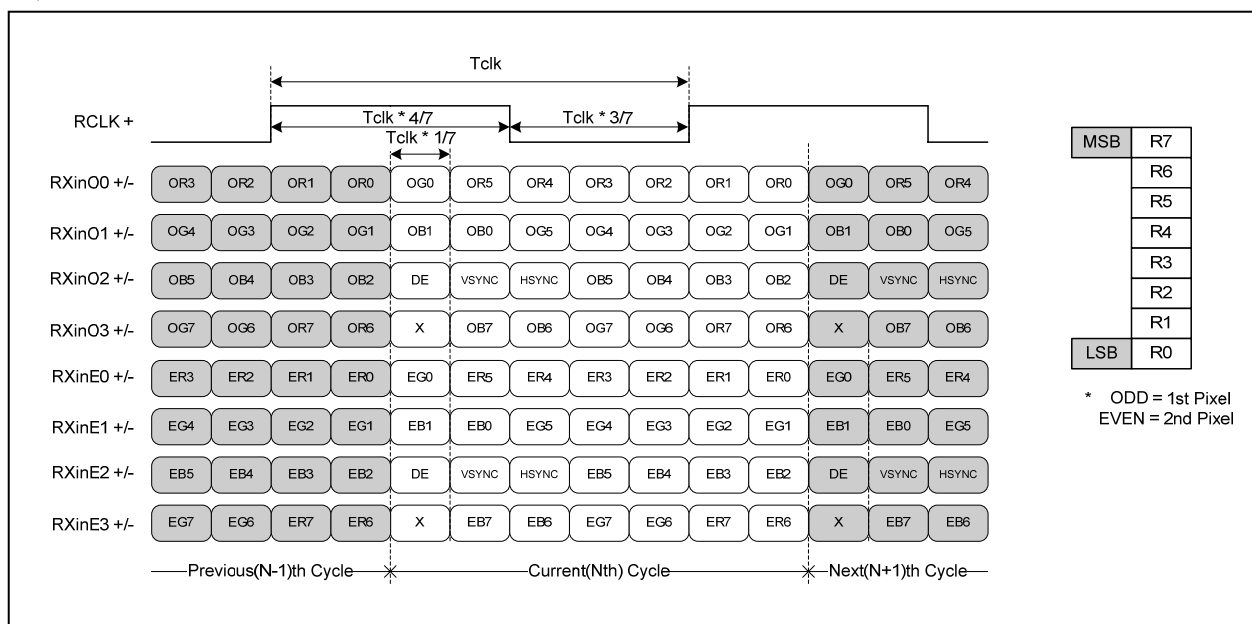 Tclk
RCLK +
Tclk * 4/7
Tclk * 3/7
Tclk * 1/7
RXinO0 +/- OR3 OR2 OR1 OR0 OG0 OR5 OR4 OR3 OR2 OR1 OR0 OG0 OR5 OR4
RXinO1 +/- OG4 OG3 OG2 OG1 OB1 OB0 OG5 OG4 OG3 OG2 OG1 OB1 OB0 OG5
RXinO2 +/- OB5 OB4 OB3 OB2 DE VSYNC HSYNC OB5 OB4 OB3 OB2 DE VSYNC HSYNC
RXinO3 +/- OG7 OG6 OR7 OR6 X OB7 OB6 OG7 OG6 OR7 OR6 X OB7 OB6
RXinE0 +/- ER3 ER2 ER1 ER0 EG0 ER5 ER4 ER3 ER2 ER1 ER0 EG0 ER5 ER4
RXinE1 +/- EG4 EG3 EG2 EG1 EB1 EB0 EG5 EG4 EG3 EG2 EG1 EB1 EB0 EG5
RXinE2 +/- EB5 EB4 EB3 EB2 DE VSYNC HSYNC EB5 EB4 EB3 EB2 DE VSYNC HSYNC
RXinE3 +/- EG7 EG6 ER7 ER6 X EB7 EB6 EG7 EG6 ER7 ER6 X EB7 EB6
Previous(N-1)th Cycle Current(Nth) Cycle Next(N+1)th Cycle
MSB R7
R6
R5
R4
R3
R2
R1
LSB R0
* ODD = 1st Pixel
EVEN = 2nd Pixel